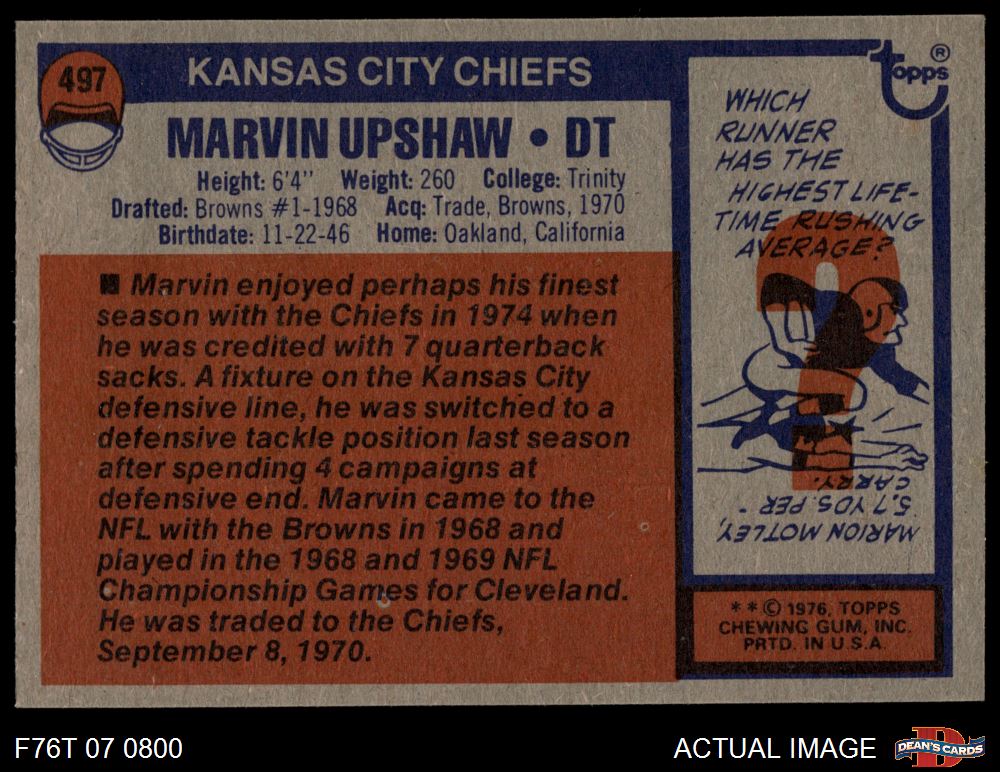 497
KANSAS CITY CHIEFS
MARVIN UPSHAW • DT
Height: 6'4" Weight: 260 College: Trinity
Drafted: Browns #1-1968 Acq: Trade, Browns, 1970
Birthdate: 11-22-46 Home: Oakland, California
■ Marvin enjoyed perhaps his finest
season with the Chiefs in 1974 when
he was credited with 7 quarterback
sacks. A fixture on the Kansas City
defensive line, he was switched to a
defensive tackle position last season
after spending 4 campaigns at
defensive end. Marvin came to the
NFL with the Browns in 1968 and
played in the 1968 and 1969 NFL
Championship Games for Cleveland.
He was traded to the Chiefs,
September 8, 1970.
topps ®
WHICH
RUNNER
HAS THE
HIGHEST LIFE-
TIME RUSHING
AVERAGE?
?
MARION MOTLEY,
5.7 YDS. PER -
CARRY.
* * © 1976, TOPPS
CHEWING GUM, INC.
PRTD. IN U.S.A.
F76T 07 0800
ACTUAL IMAGE
D
DEAN'S CARDS